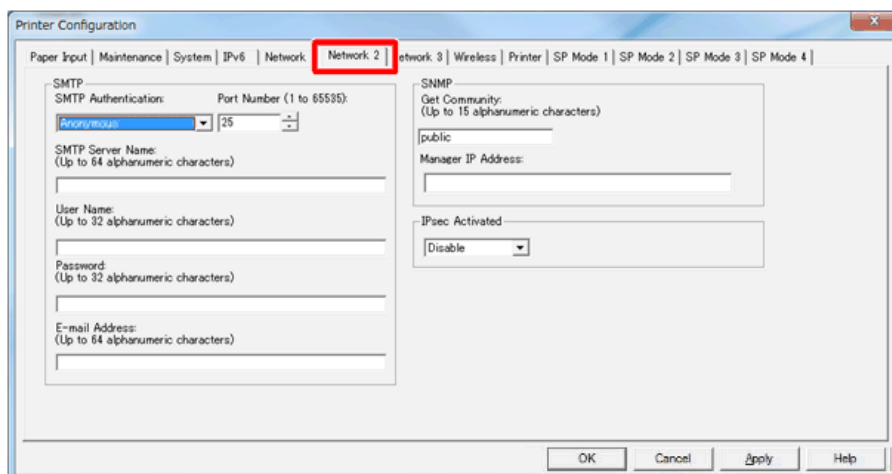 Printer Configuration
X
Paper Input | Maintenance | System | IPv6 | Network | Network 2 | etwork 3 | Wireless | Printer | SP Mode 1 | SP Mode 2 | SP Mode 3 | SP Mode 4 |
SMTP
SMTP Authentication: Port Number (1 to 65535):
Anonymous 25
SMTP Server Name:
(Up to 64 alphanumeric characters)
User Name:
(Up to 32 alphanumeric characters)
Password:
(Up to 32 alphanumeric characters)
E-mail Address:
(Up to 64 alphanumeric characters)
SNMP
Get Community:
(Up to 15 alphanumeric characters)
public
Manager IP Address:
IPsec Activated
Disable
OK Cancel Apply Help